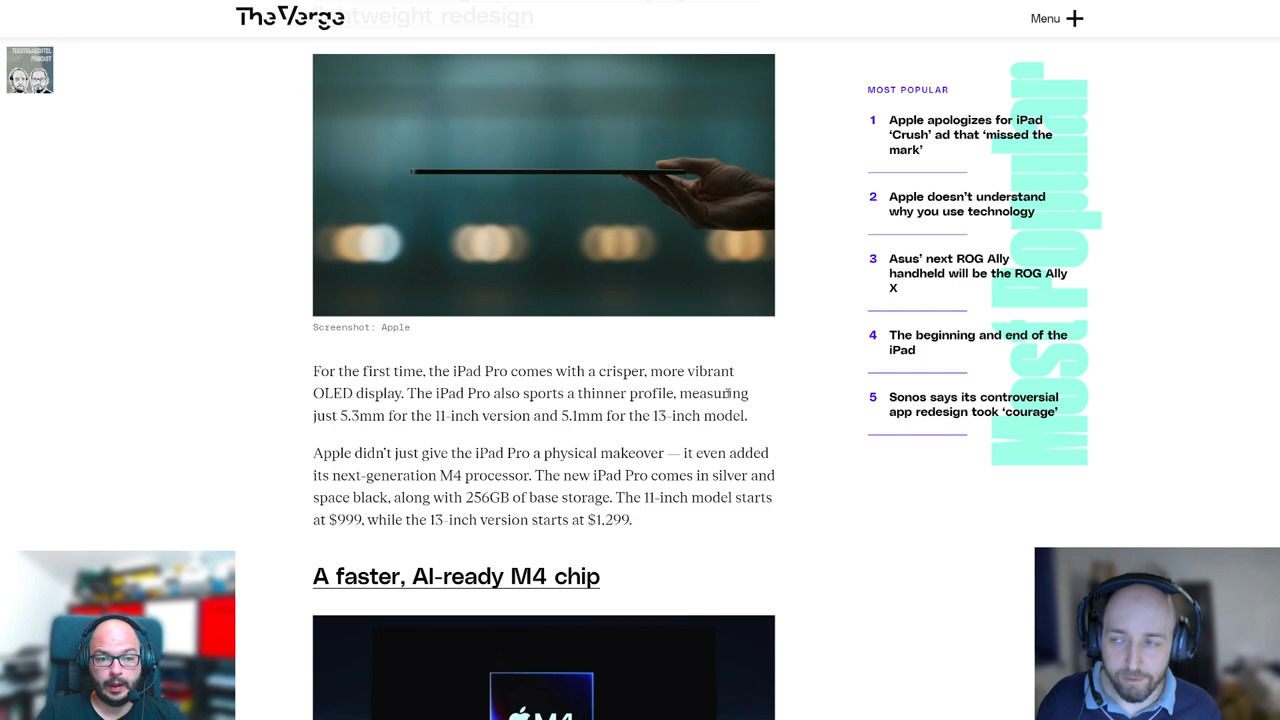 The Verge
lightweight redesign
Menu
TECHTELMECHTEL
PODCAST
Screenshot: Apple
For the first time, the iPad Pro comes with a crisper, more vibrant
OLED display. The iPad Pro also sports a thinner profile, measuring
just 5.3mm for the 11-inch version and 5.1mm for the 13-inch model.
Apple didn’t just give the iPad Pro a physical makeover — it even added
its next-generation M4 processor. The new iPad Pro comes in silver and
space black, along with 256GB of base storage. The 11-inch model starts
at $999, while the 13-inch version starts at $1,299.
A faster, AI-ready M4 chip
M4
MOST POPULAR
1 Apple apologizes for iPad
‘Crush’ ad that ‘missed the
mark’
2 Apple doesn’t understand
why you use technology
3 Asus’ next ROG Ally
handheld will be the ROG Ally
X
4 The beginning and end of the
iPad
5 Sonos says its controversial
app redesign took ‘courage’
Most Popular